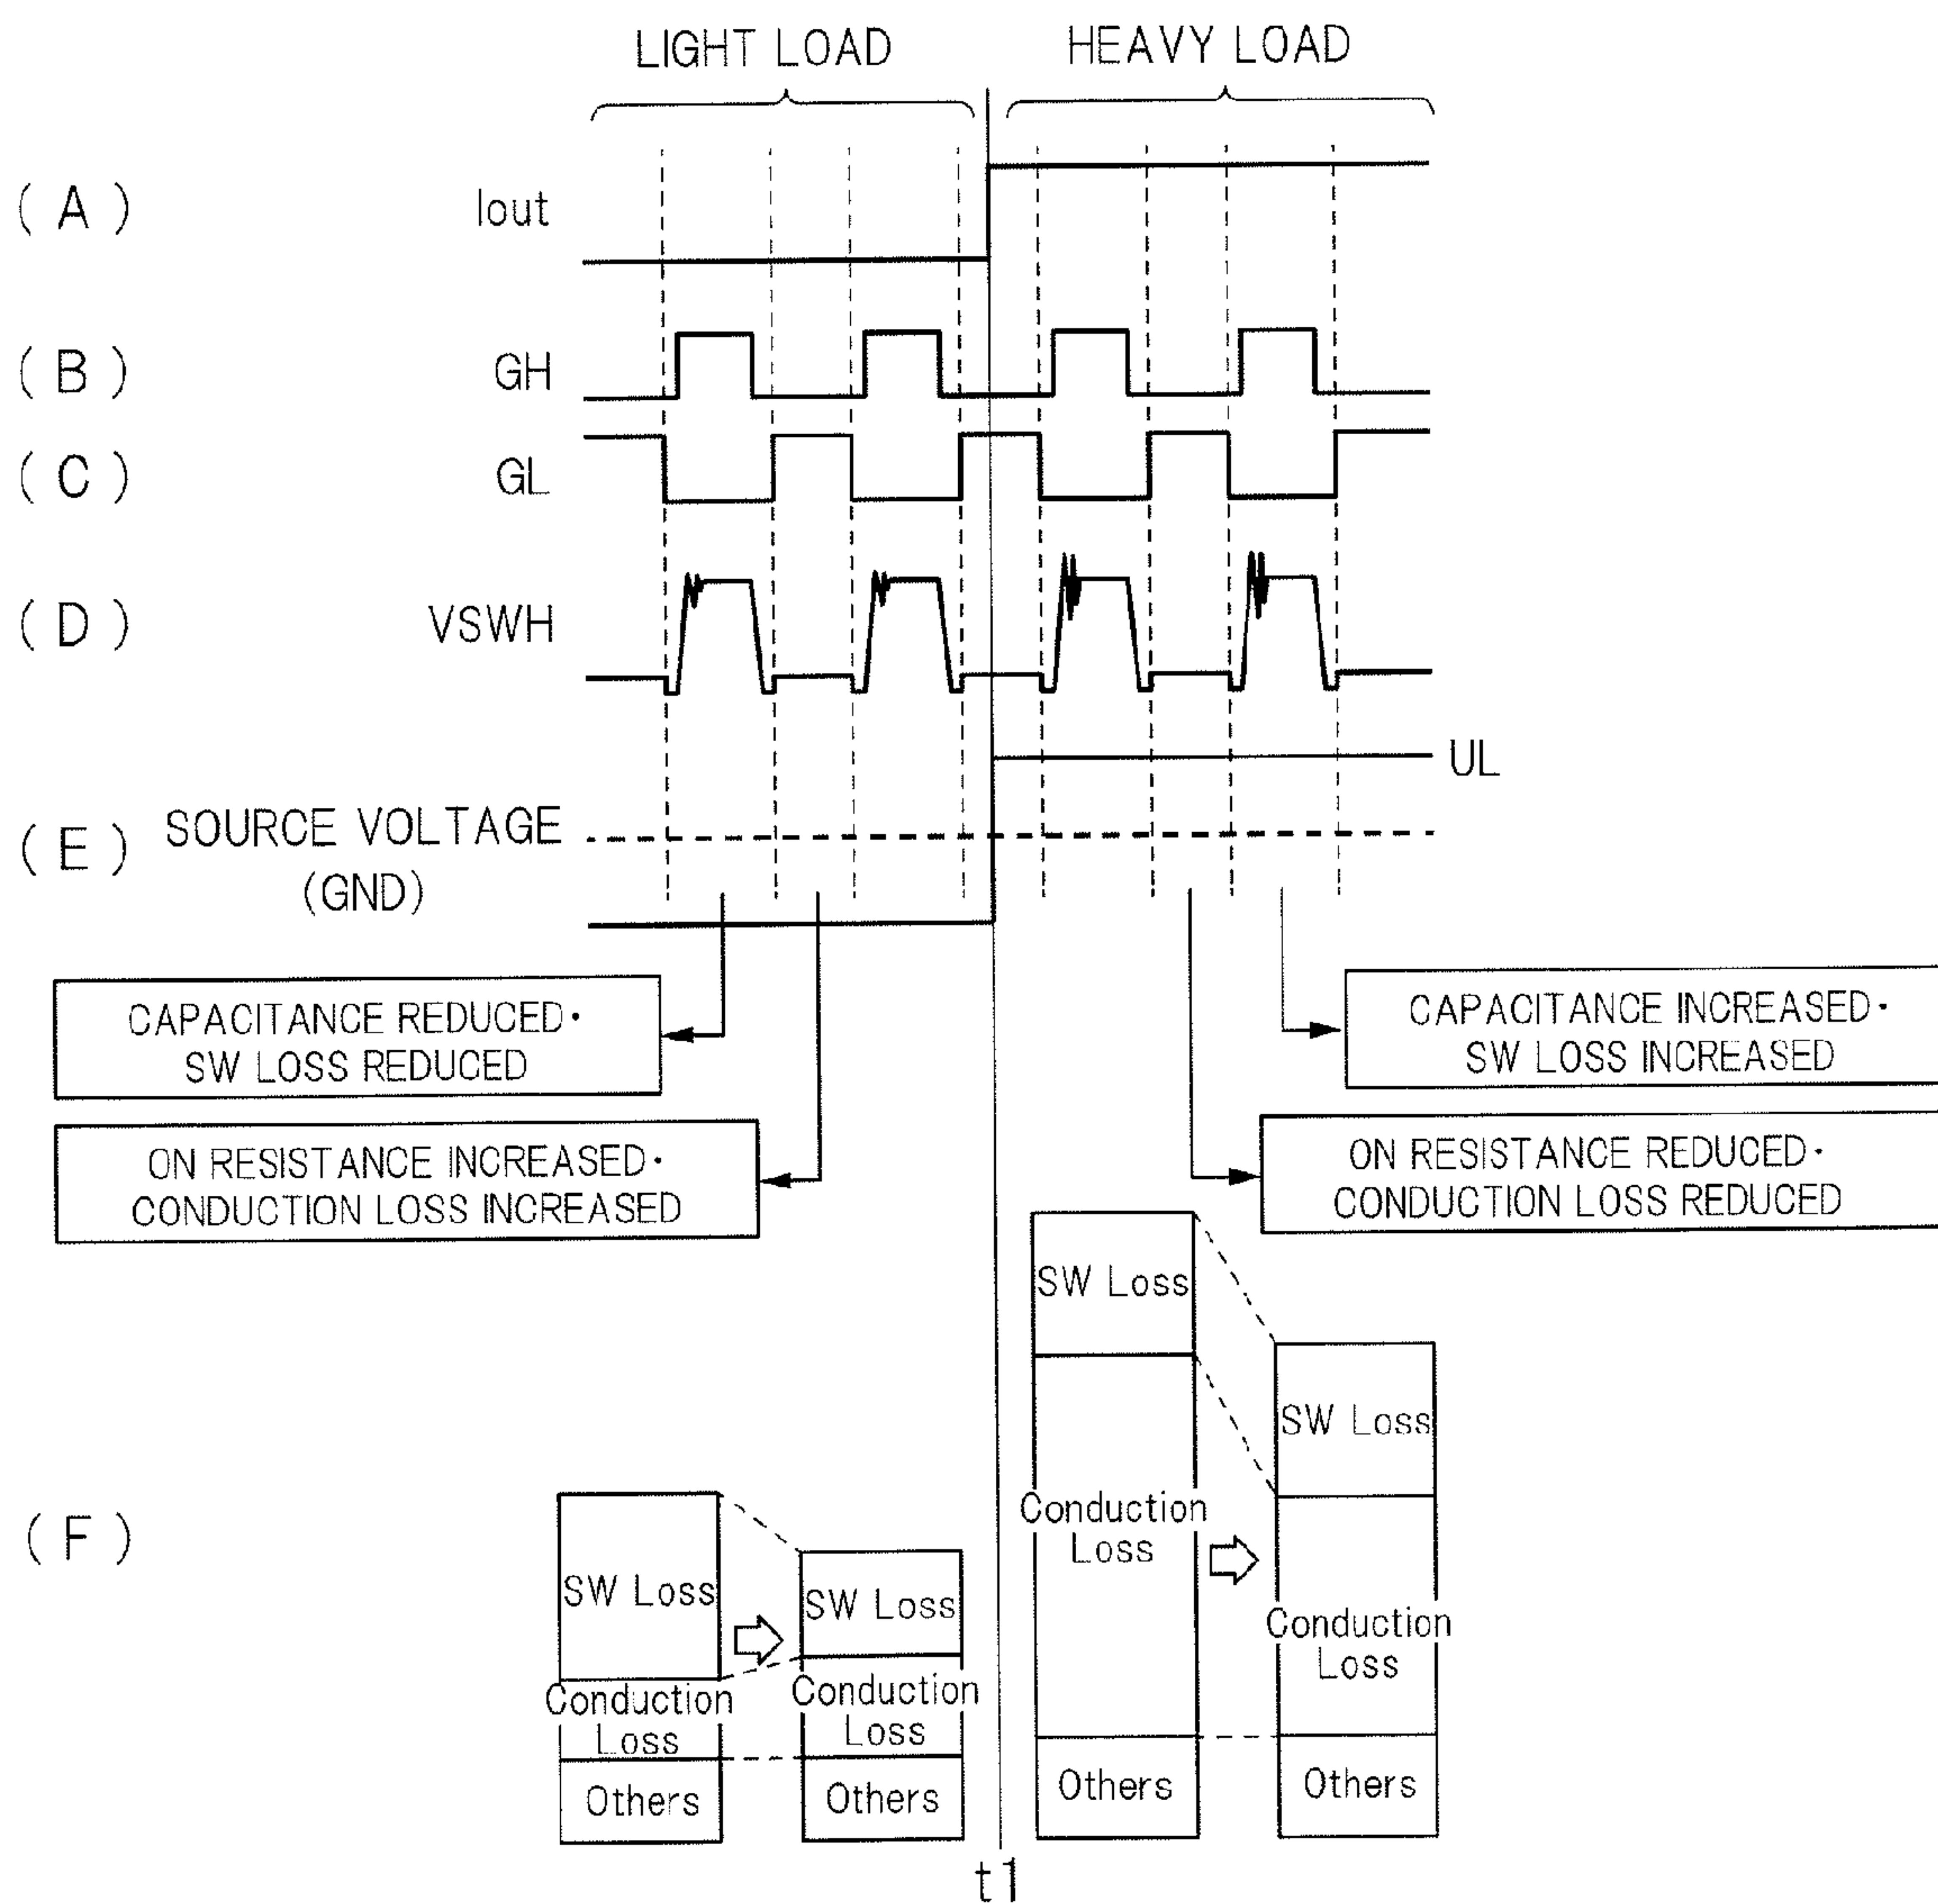 LIGHT LOAD
HEAVY LOAD
(A)
Iout
(B)
GH
(C)
GL
(D)
VSWH
UL
(E)
SOURCE VOLTAGE
(GND)
CAPACITANCE REDUCED・
SW LOSS REDUCED
CAPACITANCE INCREASED・
SW LOSS INCREASED
ON RESISTANCE INCREASED・
CONDUCTION LOSS INCREASED
ON RESISTANCE REDUCED・
CONDUCTION LOSS REDUCED
(F)
SW Loss
Conduction
Loss
Others
SW Loss
Conduction
Loss
Others
SW Loss
Conduction
Loss
Others
SW Loss
Conduction
Loss
Others
t1